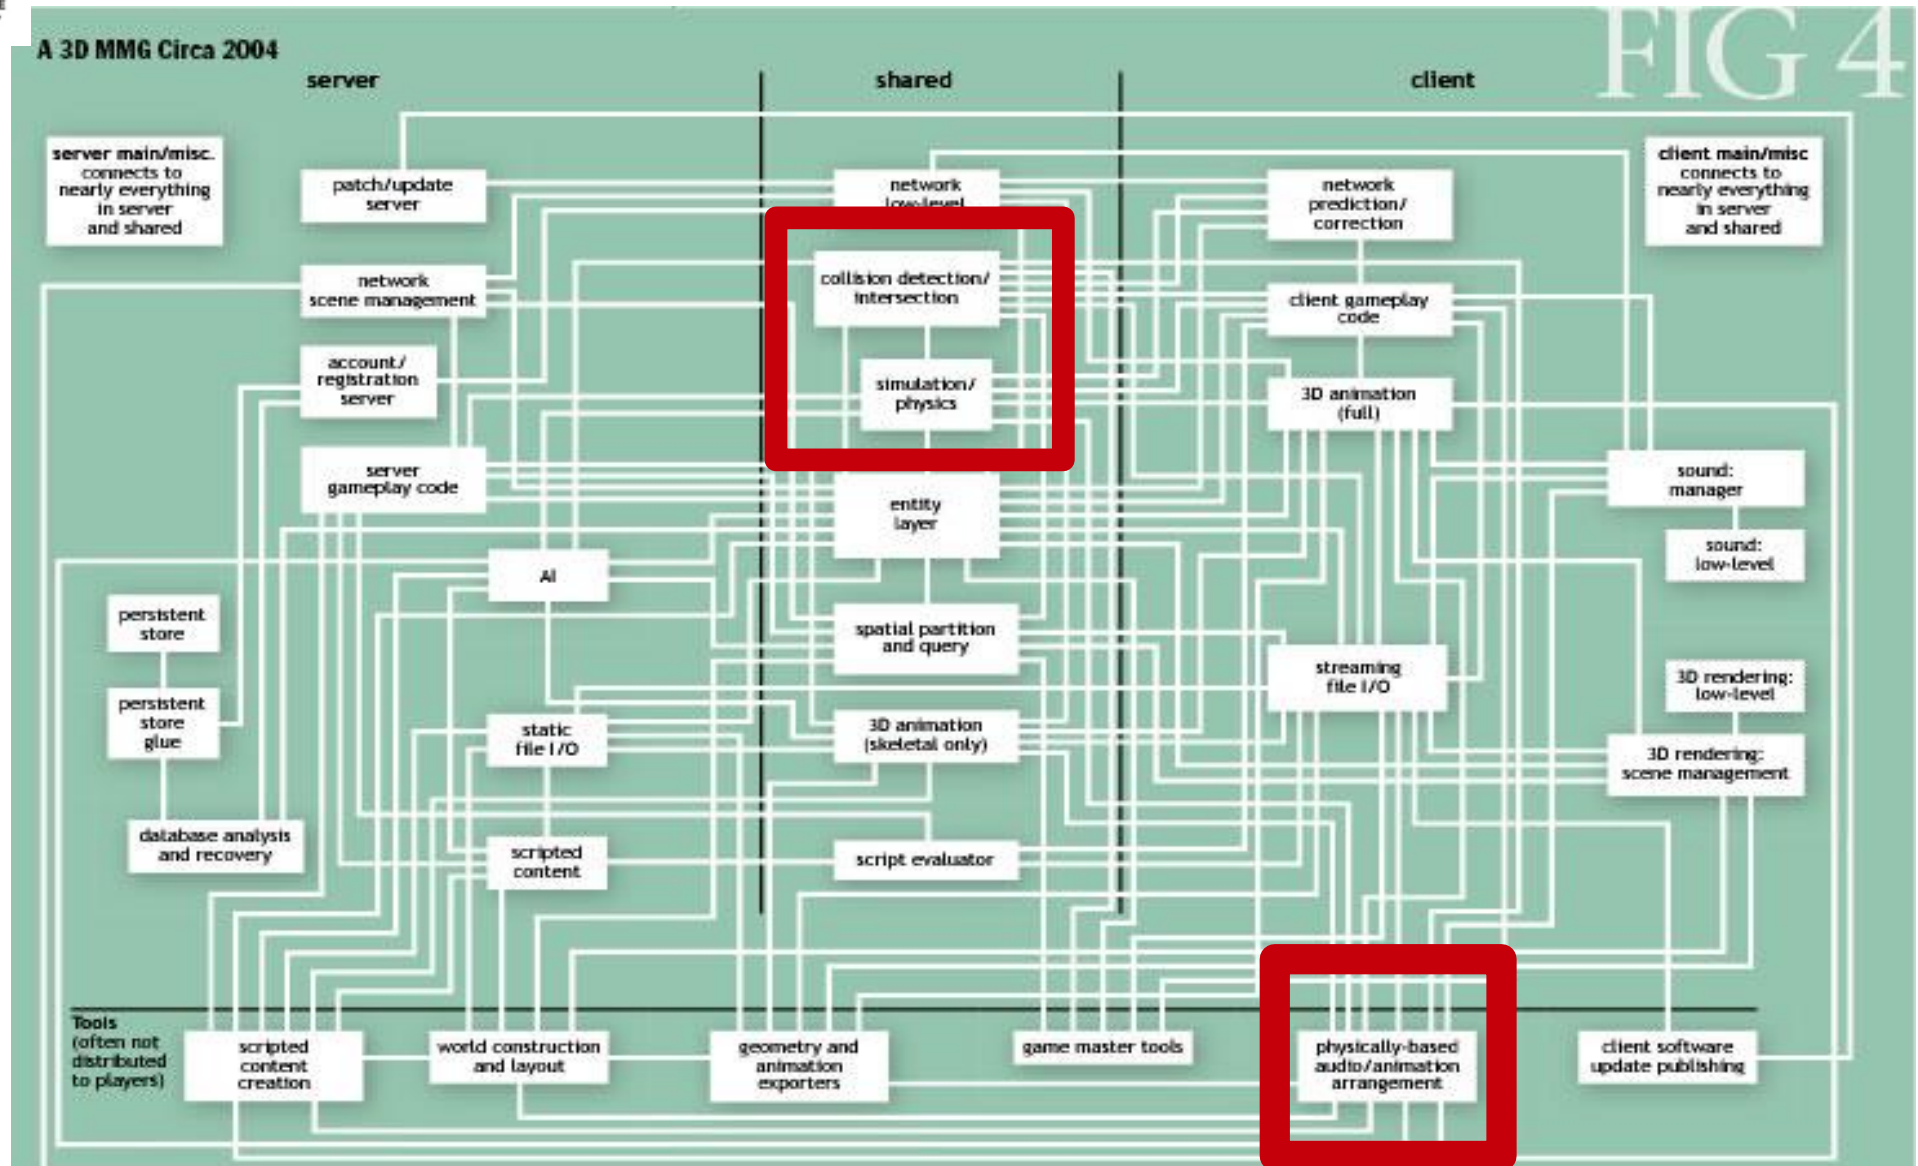 A 3D MMG Circa 2004
FIG 4
server
shared
client
server main/misc.
connects to
nearly everything
in server
and shared
patch/update
server
network
low-level
network
prediction/
correction
client main/misc
connects to
nearly everything
in server
and shared
network
scene management
collision detection/
intersection
client gameplay
code
account/
registration
server
simulation/
physics
3D animation
(full)
server
gameplay code
entity
layer
sound:
manager
sound:
low-level
AI
persistent
store
spatial partition
and query
streaming
file I/O
3D rendering:
low-level
persistent
store
glue
static
file I/O
3D animation
(skeletal only)
3D rendering:
scene management
database analysis
and recovery
scripted
content
script evaluator
Tools
(often not
distributed
to players)
scripted
content
creation
world construction
and layout
geometry and
animation
exporters
game master tools
physically-based
audio/animation
arrangement
client software
update publishing